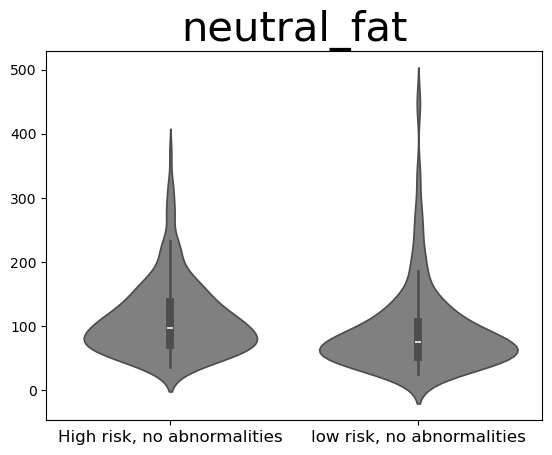 neutral_fat
500
400
300
200
100
0
High risk, no abnormalities
low risk, no abnormalities